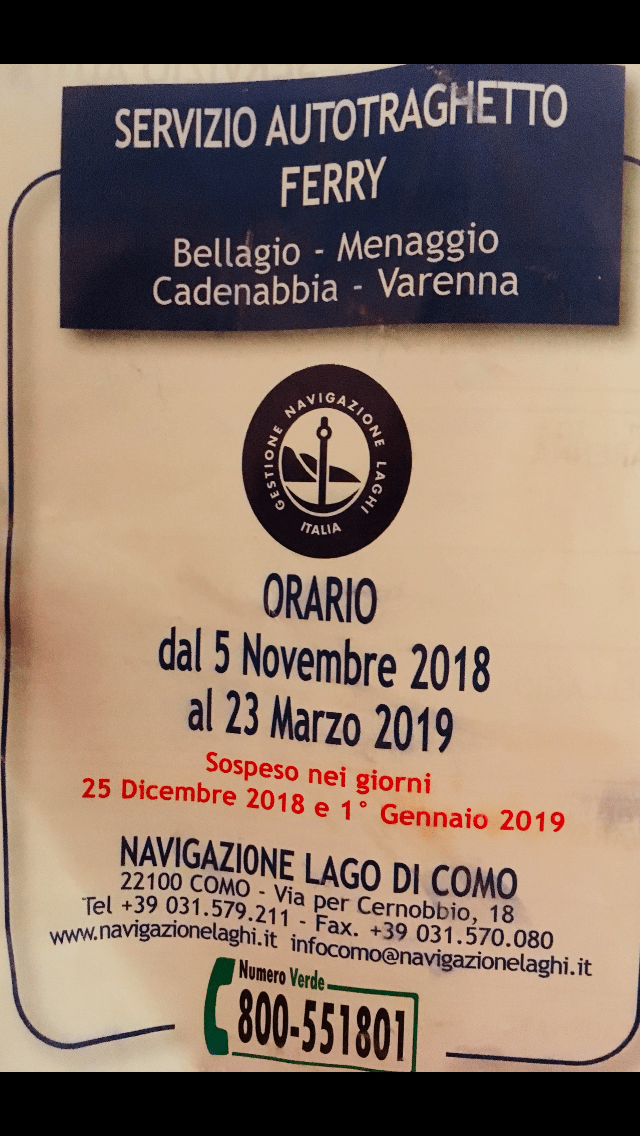 SERVIZIO AUTOTRAGHETTO
FERRY
Bellagio - Menaggio
Cadenabbia - Varenna
GESTIONE NAVIGAZIONE LAGHI
ITALIA
ORARIO
dal 5 Novembre 2018
al 23 Marzo 2019
Sospeso nei giorni
25 Dicembre 2018 e 1° Gennaio 2019
NAVIGAZIONE LAGO DI COMO
22100 COMO - Via per Cernobbio, 18
Tel +39 031.579.211 - Fax. +39 031.570.080
www.navigazionelaghi.it infocomo@navigazionelaghi.it
Numero Verde
800-551801